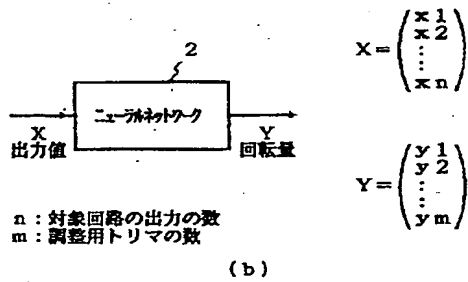 2
ニューラルネットワーク
X
出力値
Y
回転量
X=
x1
x2
:
:
xn
Y=
y1
y2
:
:
ym
n:対象回路の出力の数
m:調整用トリマの数
(b)